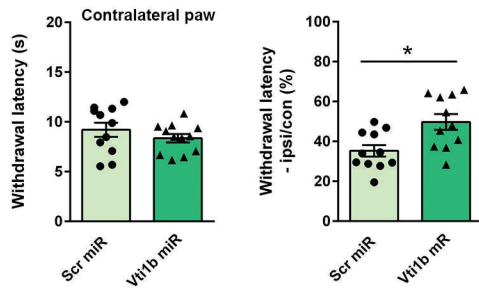 Contralateral paw
Withdrawal latency (s)
20
15
10
5
0
Scr miR
Vti1b miR
Withdrawal latency
- ipsi/con (%)
100
80
60
40
20
0
*
Scr miR
Vti1b mR